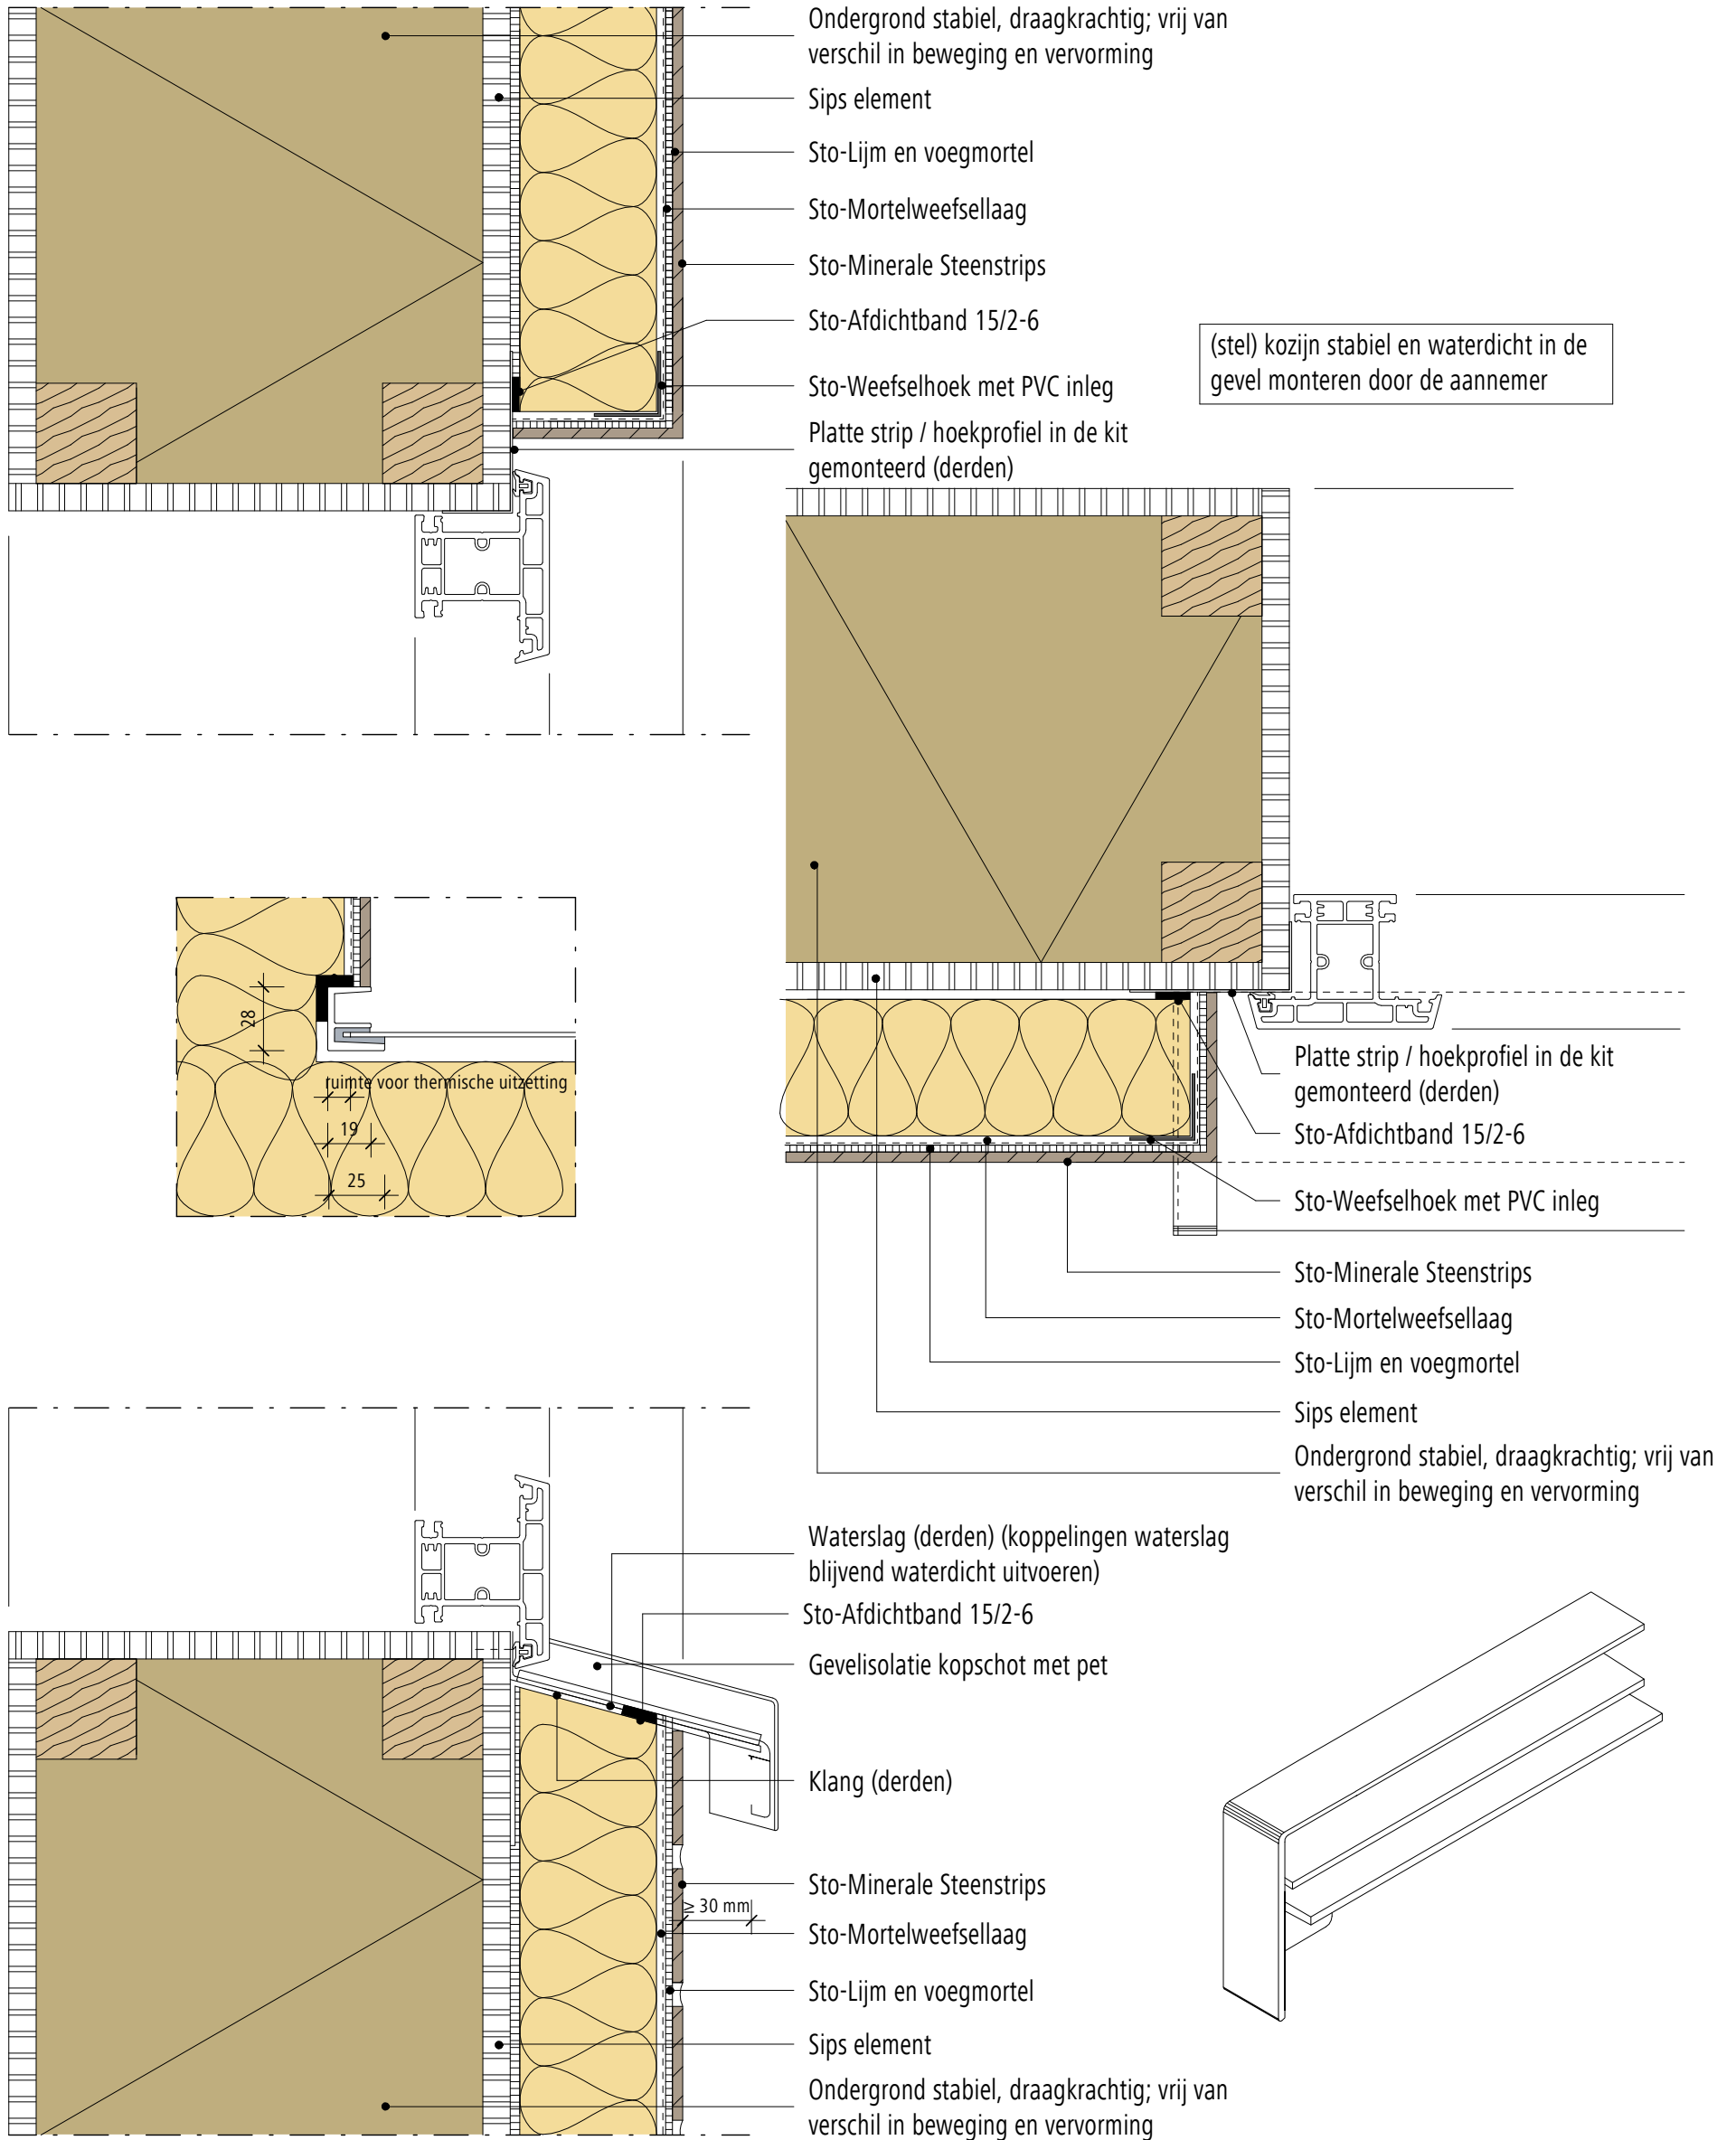 Ondergrond stabiel, draagkrachtig; vrij van
verschil in beweging en vervorming
Sips element
Sto-Lijm en voegmortel
Sto-Mortelweefsellaag
Sto-Minerale Steenstrips
Sto-Afdichtband 15/2-6
Sto-Weefselhoek met PVC inleg
Platte strip / hoekprofiel in de kit
gemonteerd (derden)
(stel) kozijn stabiel en waterdicht in de
gevel monteren door de aannemer
28
ruimte voor thermische uitzetting
19
25
Platte strip / hoekprofiel in de kit
gemonteerd (derden)
Sto-Afdichtband 15/2-6
Sto-Weefselhoek met PVC inleg
Sto-Minerale Steenstrips
Sto-Mortelweefsellaag
Sto-Lijm en voegmortel
Sips element
Ondergrond stabiel, draagkrachtig; vrij van
verschil in beweging en vervorming
Waterslag (derden) (koppelingen waterslag
blijvend waterdicht uitvoeren)
Sto-Afdichtband 15/2-6
Gevelisolatie kopschot met pet
Klang (derden)
Sto-Minerale Steenstrips
≥ 30 mm
Sto-Mortelweefsellaag
Sto-Lijm en voegmortel
Sips element
Ondergrond stabiel, draagkrachtig; vrij van
verschil in beweging en vervorming